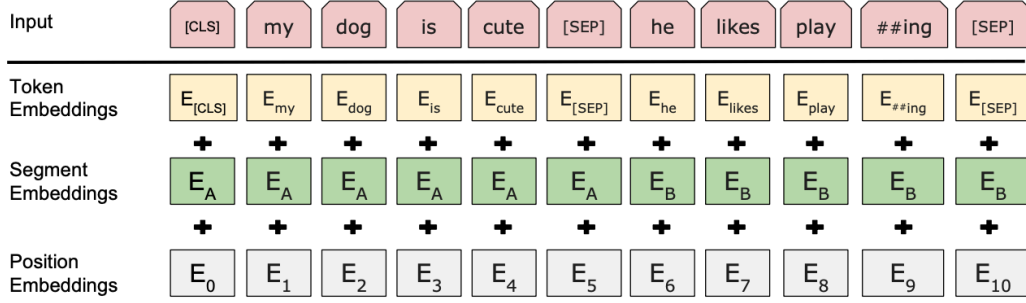 Input [CLS] my dog is cute [SEP] he likes play ##ing [SEP]
Token Embeddings E[CLS] Emy Edog Eis Ecute E[SEP] Ehe Elikes Eplay E##ing E[SEP]
+ + + + + + + + + + +
Segment Embeddings EA EA EA EA EA EA EB EB EB EB EB
+ + + + + + + + + + +
Position Embeddings E0 E1 E2 E3 E4 E5 E6 E7 E8 E9 E10